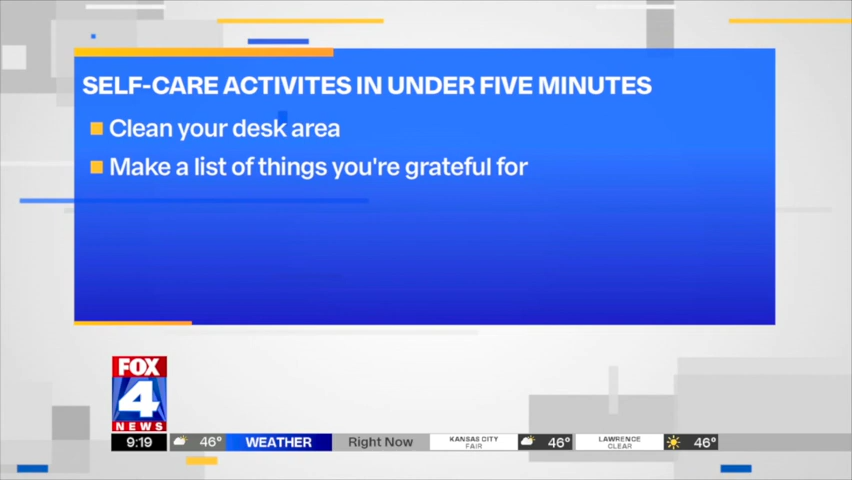 SELF-CARE ACTIVITES IN UNDER FIVE MINUTES
Clean your desk area
Make a list of things you're grateful for
FOX
4
NEWS
9:19 46° WEATHER Right Now KANSAS CITY FAIR 46° LAWRENCE CLEAR 46°